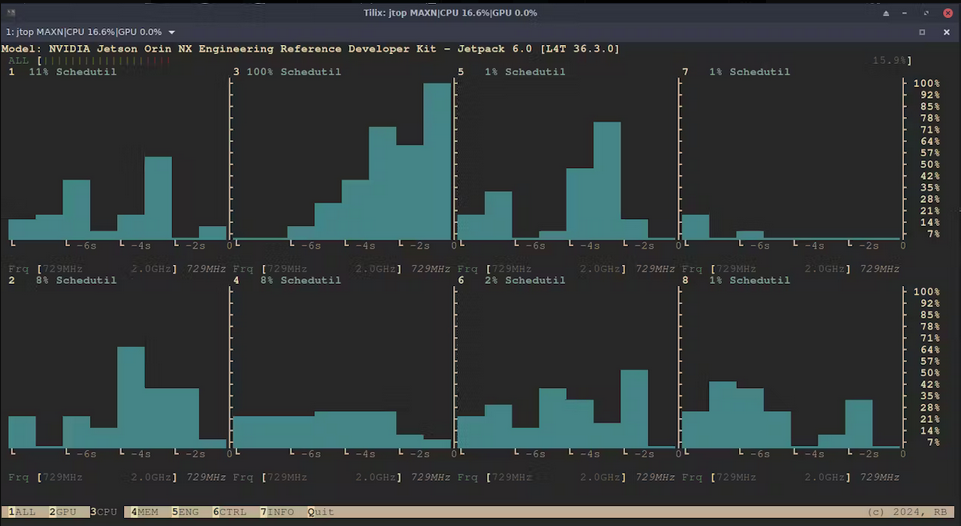 Tilix: jtop MAXN|CPU 16.6%|GPU 0.0%
1: jtop MAXN|CPU 16.6%|GPU 0.0%
Model: NVIDIA Jetson Orin NX Engineering Reference Developer Kit - Jetpack 6.0 [L4T 36.3.0]
ALL [||||||||||||||||||||| 15.9%]
1 11% Schedutil 3 100% Schedutil 5 1% Schedutil 7 1% Schedutil
100%
92%
85%
78%
71%
64%
57%
50%
42%
35%
28%
21%
14%
7%
-6s -4s -2s 0 -6s -4s -2s 0 -6s -4s -2s 0 -6s -4s -2s 0
Frq [729MHz 2.0GHz] 729MHz Frq [729MHz 2.0GHz] 729MHz Frq [729MHz 2.0GHz] 729MHz Frq [729MHz 2.0GHz] 729MHz
2 8% Schedutil 4 8% Schedutil 6 2% Schedutil 8 1% Schedutil
100%
92%
85%
78%
71%
64%
57%
50%
42%
35%
28%
21%
14%
7%
-6s -4s -2s 0 -6s -4s -2s 0 -6s -4s -2s 0 -6s -4s -2s 0
Frq [729MHz 2.0GHz] 729MHz Frq [729MHz 2.0GHz] 729MHz Frq [729MHz 2.0GHz] 729MHz Frq [729MHz 2.0GHz] 729MHz
1ALL 2GPU 3CPU 4MEM 5ENG 6CTRL 7INFO Quit (c) 2024, RB